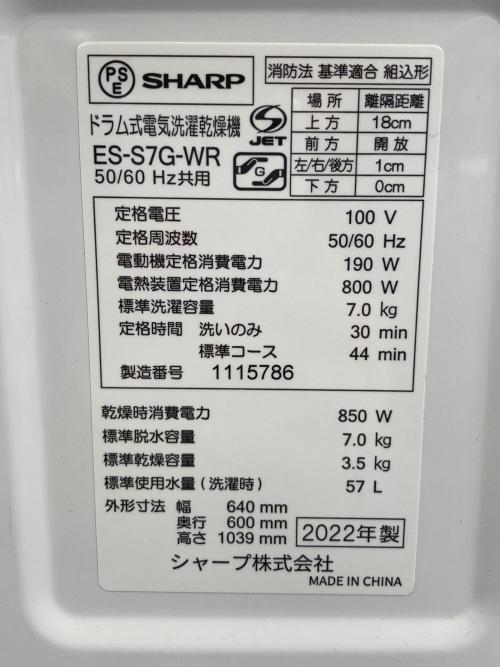 PSE SHARP
ドラム式電気洗濯乾燥機
JET
ES-S7G-WR
50/60 Hz共用
G
消防法 基準適合 組込形
場所 離隔距離
上方 18cm
前方 開放
左/右/後方 1cm
下方 0cm
定格電圧 100 V
定格周波数 50/60 Hz
電動機定格消費電力 190 W
電熱装置定格消費電力 800 W
標準洗濯容量 7.0 kg
定格時間 洗いのみ 30 min
標準コース 44 min
製造番号 1115786
乾燥時消費電力 850 W
標準脱水容量 7.0 kg
標準乾燥容量 3.5 kg
標準使用水量(洗濯時) 57 L
外形寸法 幅 640 mm
奥行 600 mm
高さ 1039 mm
2022年製
シャープ株式会社
MADE IN CHINA